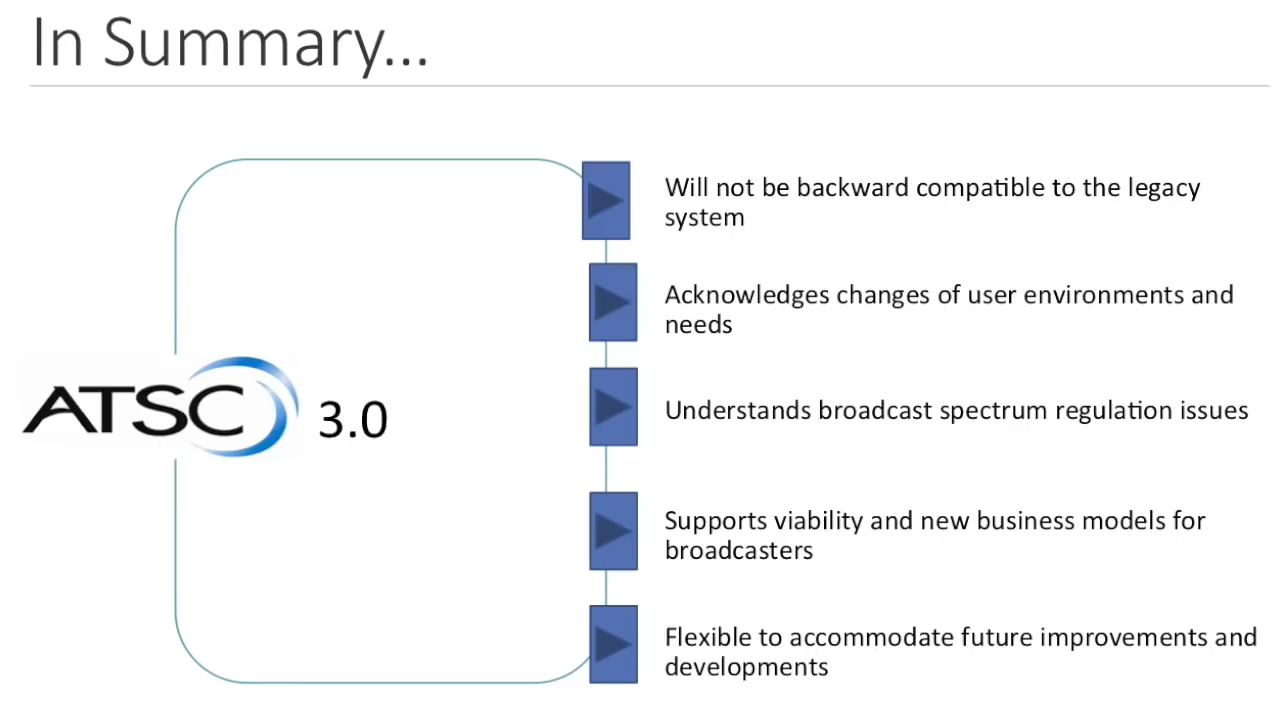 In Summary...
Will not be backward compatible to the legacy
system
Acknowledges changes of user environments and
needs
ATSC 3.0
Understands broadcast spectrum regulation issues
Supports viability and new business models for
broadcasters
Flexible to accommodate future improvements and
developments